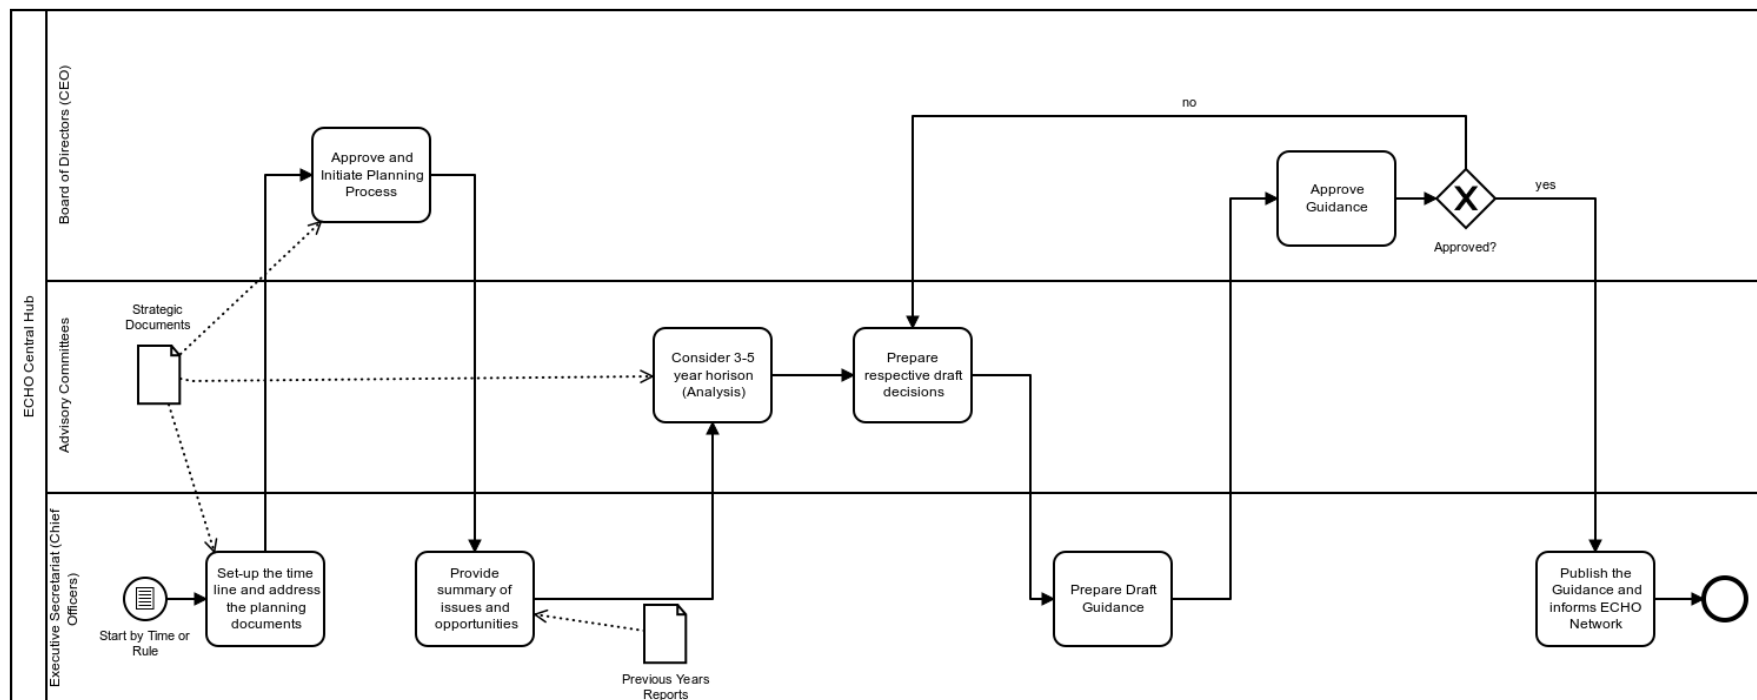 ECHO Central Hub
Board of Directors (CEO)
Approve and
Initiate Planning
Process
no
Approve
Guidance
X
Approved?
yes
Advisory Committees
Strategic
Documents
Consider 3-5
year horison
(Analysis)
Prepare
respective draft
decisions
Executive Secretariat (Chief
Officers)
Start by Time or
Rule
Set-up the time
line and address
the planning
documents
Provide
summary of
issues and
opportunities
Previous Years
Reports
Prepare Draft
Guidance
Publish the
Guidance and
informs ECHO
Network